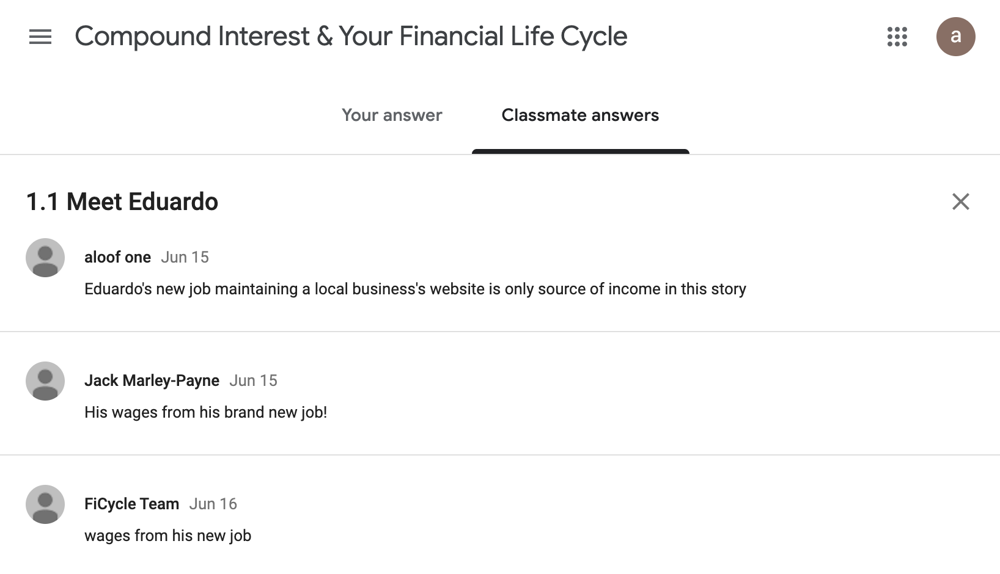 Compound Interest & Your Financial Life Cycle
a
Your answer
Classmate answers
1.1 Meet Eduardo
aloof one Jun 15
Eduardo's new job maintaining a local business's website is only source of income in this story
Jack Marley-Payne Jun 15
His wages from his brand new job!
FiCycle Team Jun 16
wages from his new job